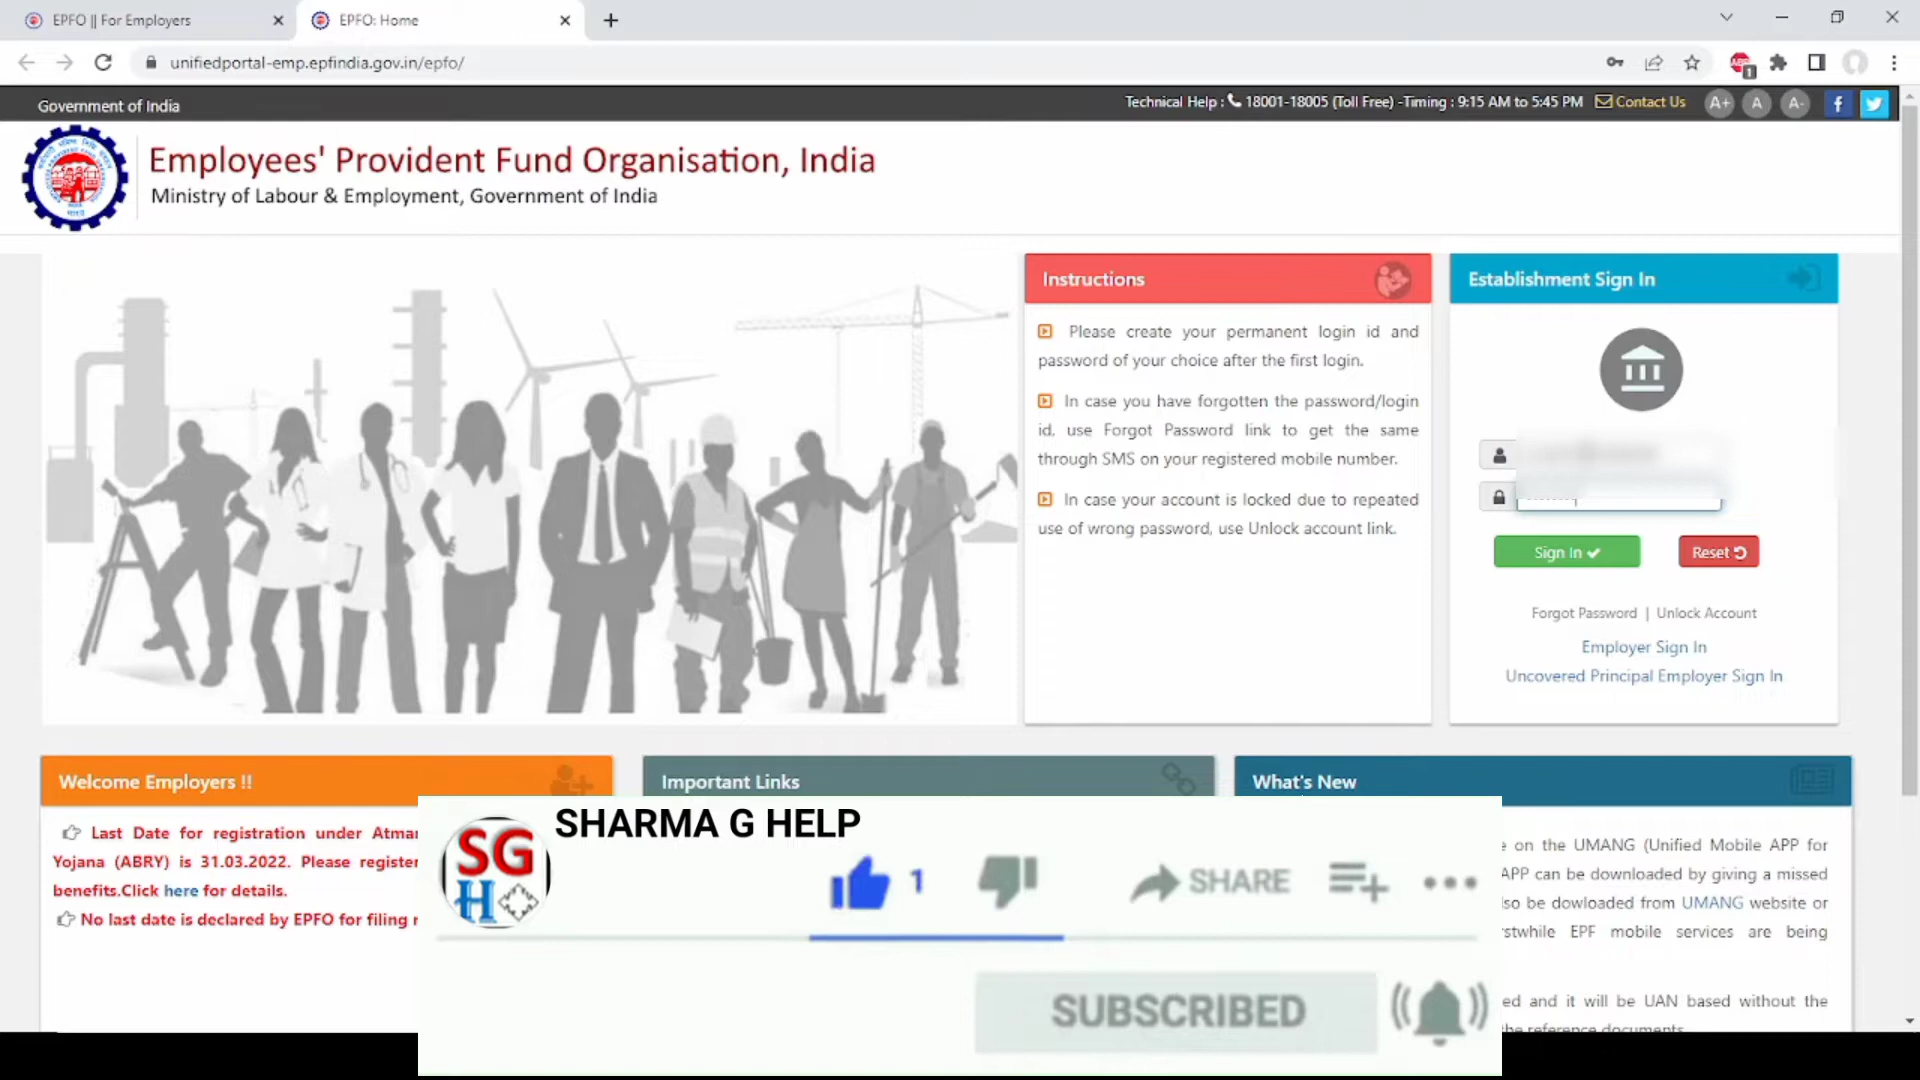 EPFO || For Employers
EPFO: Home
unifiedportal-emp.epfindia.gov.in/epfo/
Government of India
Technical Help : 18001-18005 (Toll Free) -Timing : 9:15 AM to 5:45 PM Contact Us A+ A A-
Employees' Provident Fund Organisation, India
Ministry of Labour & Employment, Government of India
Instructions
Please create your permanent login id and
password of your choice after the first login.
In case you have forgotten the password/login
id, use Forgot Password link to get the same
through SMS on your registered mobile number.
In case your account is locked due to repeated
use of wrong password, use Unlock account link.
Establishment Sign In
Sign In
Reset
Forgot Password | Unlock Account
Employer Sign In
Uncovered Principal Employer Sign In
Welcome Employers !!
Last Date for registration under
Yojana (ABRY) is 31.03.2022. Please register
benefits.Click here for details.
No last date is declared by EPFO for filing
Important Links
What's New
on the UMANG (Unified Mobile APP for
APP can be downloaded by giving a missed
be dowloaded from UMANG website or
EPF mobile services are being
and it will be UAN based without the
SHARMA G HELP
SG
H
1
SHARE
SUBSCRIBED